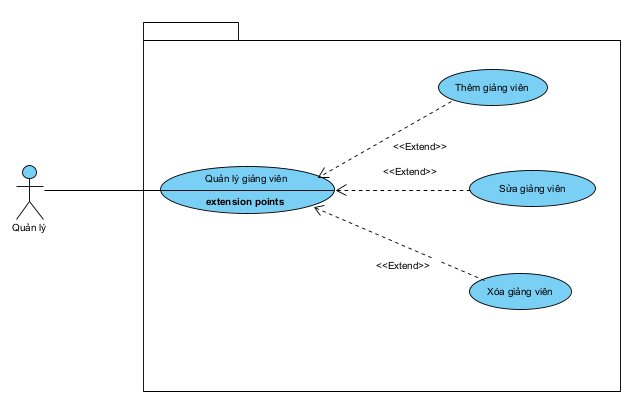 Thêm giảng viên
<<Extend>>
<<Extend>>
Quản lý giảng viên
Sửa giảng viên
extension points
Quản lý
<<Extend>>
Xóa giảng viên